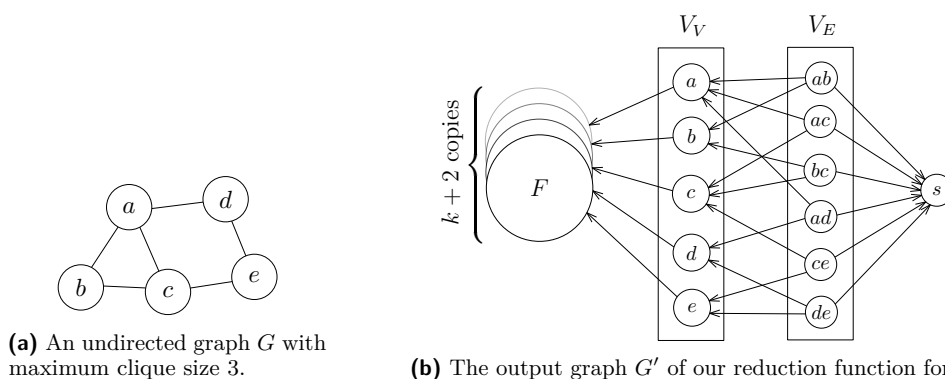 a
d
b
c
e
(a) An undirected graph G with
maximum clique size 3.
k + 2 copies
F
V_V
V_E
a
b
c
d
e
ab
ac
bc
ad
ce
de
s
(b) The output graph G′ of our reduction function for